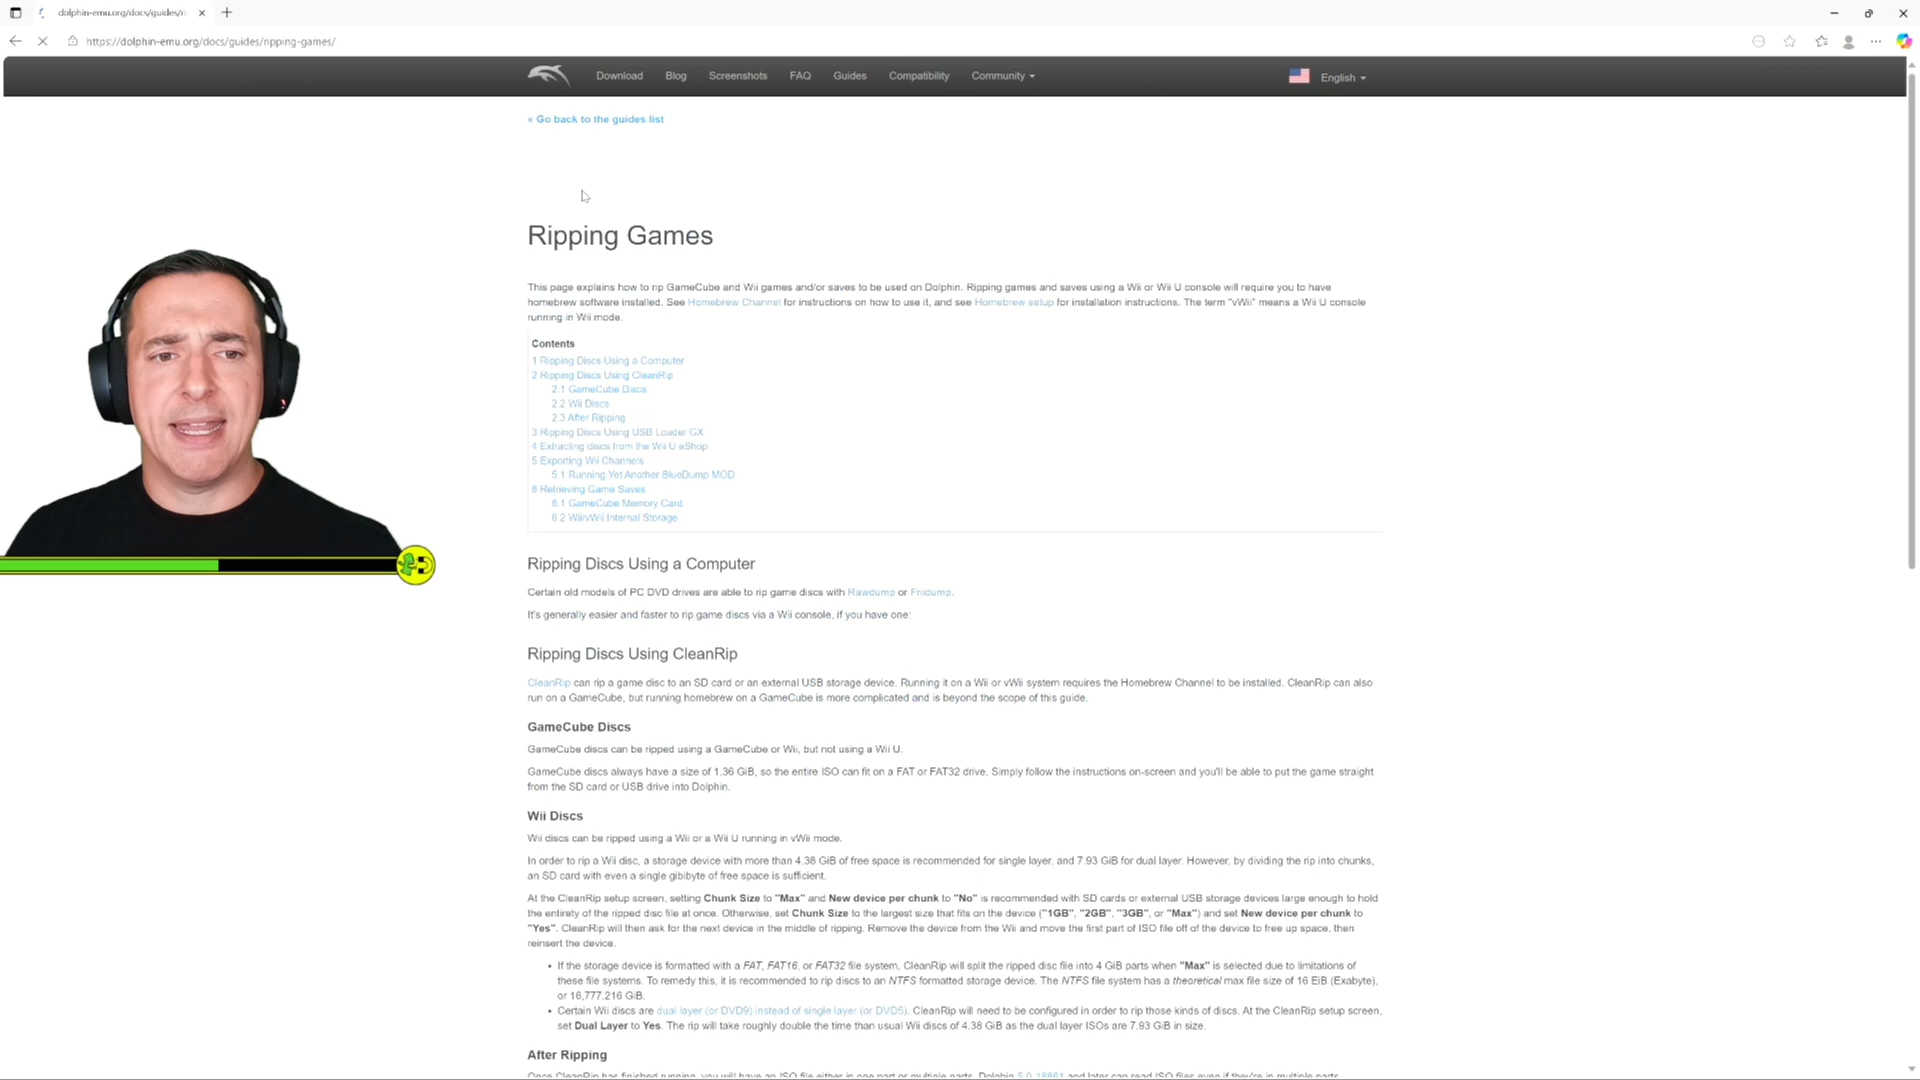 dolphin-emu.org/docs/guides/ri
https://dolphin-emu.org/docs/guides/ripping-games/
Download
Blog
Screenshots
FAQ
Guides
Compatibility
Community
English
« Go back to the guides list
Ripping Games
This page explains how to rip GameCube and Wii games and/or saves to be used on Dolphin. Ripping games and saves using a Wii or Wii U console will require you to have
homebrew software installed. See Homebrew Channel for instructions on how to use it, and see Homebrew setup for installation instructions. The term "vWii" means a Wii U console
running in Wii mode.
Contents
1 Ripping Discs Using a Computer
2 Ripping Discs Using CleanRip
2.1 GameCube Discs
2.2 Wii Discs
2.3 After Ripping
3 Ripping Discs Using USB Loader GX
4 Extracting discs from the Wii U eShop
5 Exporting Wii Channels
5.1 Running Yet Another BlueDump MOD
6 Retrieving Game Saves
6.1 GameCube Memory Card
6.2 Wii/vWii Internal Storage
Ripping Discs Using a Computer
Certain old models of PC DVD drives are able to rip game discs with Rawdump or Friidump.
It's generally easier and faster to rip game discs via a Wii console, if you have one:
Ripping Discs Using CleanRip
CleanRip can rip a game disc to an SD card or an external USB storage device. Running it on a Wii or vWii system requires the Homebrew Channel to be installed. CleanRip can also
run on a GameCube, but running homebrew on a GameCube is more complicated and is beyond the scope of this guide.
GameCube Discs
GameCube discs can be ripped using a GameCube or Wii, but not using a Wii U.
GameCube discs always have a size of 1.36 GiB, so the entire ISO can fit on a FAT or FAT32 drive. Simply follow the instructions on-screen and you'll be able to put the game straight
from the SD card or USB drive into Dolphin.
Wii Discs
Wii discs can be ripped using a Wii or a Wii U running in vWii mode.
In order to rip a Wii disc, a storage device with more than 4.38 GiB of free space is recommended for single layer, and 7.93 GiB for dual layer. However, by dividing the rip into chunks,
an SD card with even a single gibibyte of free space is sufficient.
At the CleanRip setup screen, setting Chunk Size to "Max" and New device per chunk to "No" is recommended with SD cards or external USB storage devices large enough to hold
the entirety of the ripped disc file at once. Otherwise, set Chunk Size to the largest size that fits on the device ("1GB", "2GB", "3GB", or "Max") and set New device per chunk to
"Yes". CleanRip will then ask for the next device in the middle of ripping. Remove the device from the Wii and move the first part of ISO file off of the device to free up space, then
reinsert the device.
• If the storage device is formatted with a FAT, FAT16, or FAT32 file system, CleanRip will split the ripped disc file into 4 GiB parts when "Max" is selected due to limitations of
these file systems. To remedy this, it is recommended to rip discs to an NTFS formatted storage device. The NTFS file system has a theoretical max file size of 16 EiB (Exabyte),
or 16,777.216 GiB.
• Certain Wii discs are dual layer (or DVD9) instead of single layer (or DVD5). CleanRip will need to be configured in order to rip those kinds of discs. At the CleanRip setup screen,
set Dual Layer to Yes. The rip will take roughly double the time than usual Wii discs of 4.38 GiB as the dual layer ISOs are 7.93 GiB in size.
After Ripping
Once CleanRip has finished running, you will have an ISO file either in one part or multiple parts. Dolphin 5.0-18861 and later can read ISO files even if they're in multiple parts